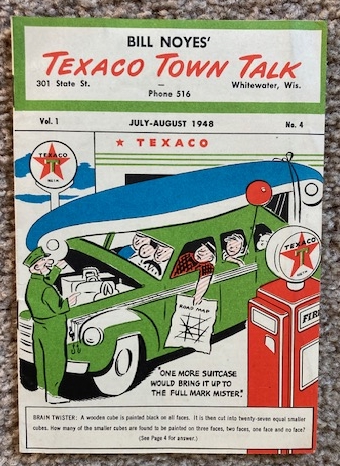 BILL NOYES'
TEXACO TOWN TALK
301 State St. — Whitewater, Wis.
Phone 516
Vol. 1 JULY-AUGUST 1948 No. 4
★ TEXACO
TEXACO
T
TEXACO
T
ROAD MAP
FIRE
"ONE MORE SUITCASE
WOULD BRING IT UP TO
THE FULL MARK MISTER."
BRAIN TWISTER: A wooden cube is painted black on all faces. It is then cut into twenty-seven equal smaller
cubes. How many of the smaller cubes are found to be painted on three faces, two faces, one face and no face?
(See Page 4 for answer.)